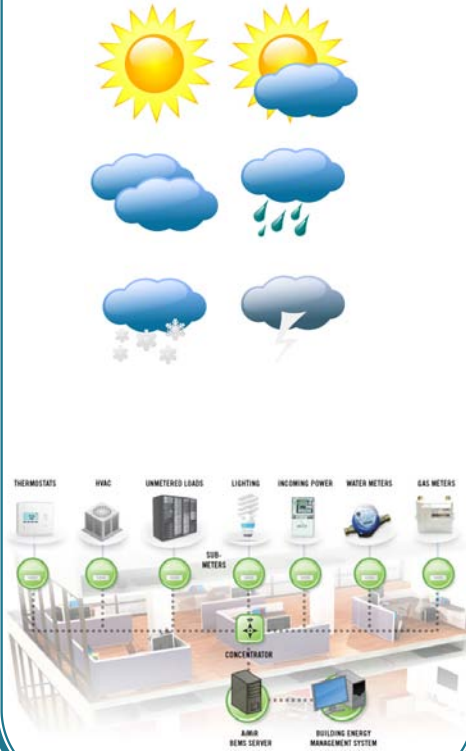 THERMOSTATS HVAC UNMETERED LOADS LIGHTING INCOMING POWER WATER METERS GAS METERS
SUB-
METERS
CONCENTRATOR
AiMiR
BEMS SERVER
BUILDING ENERGY
MANAGEMENT SYSTEM